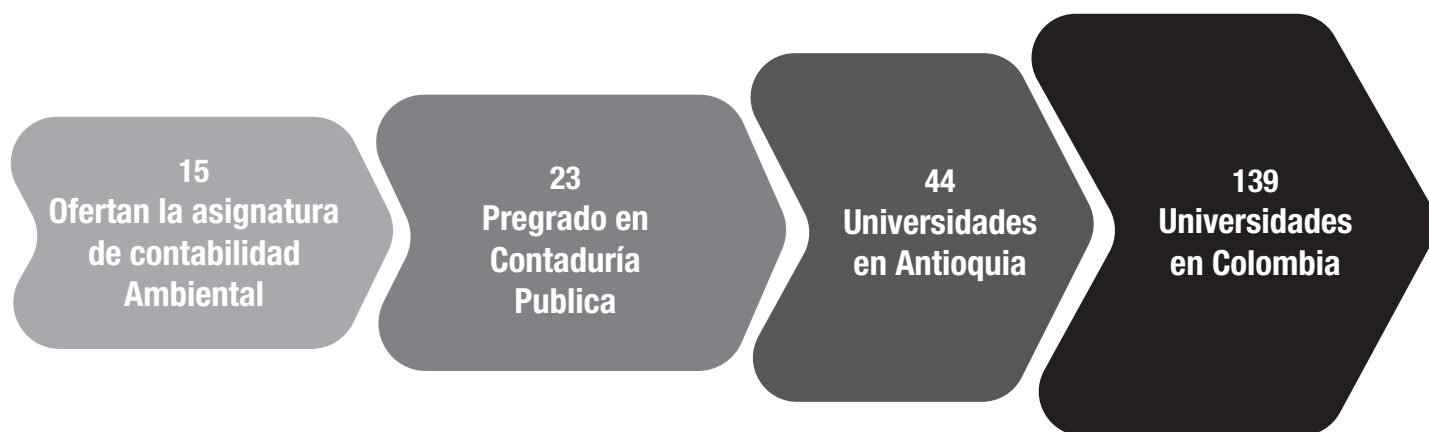 15
Ofertan la asignatura
de contabilidad
Ambiental
23
Pregrado en
Contaduría
Publica
44
Universidades
en Antioquia
139
Universidades
en Colombia